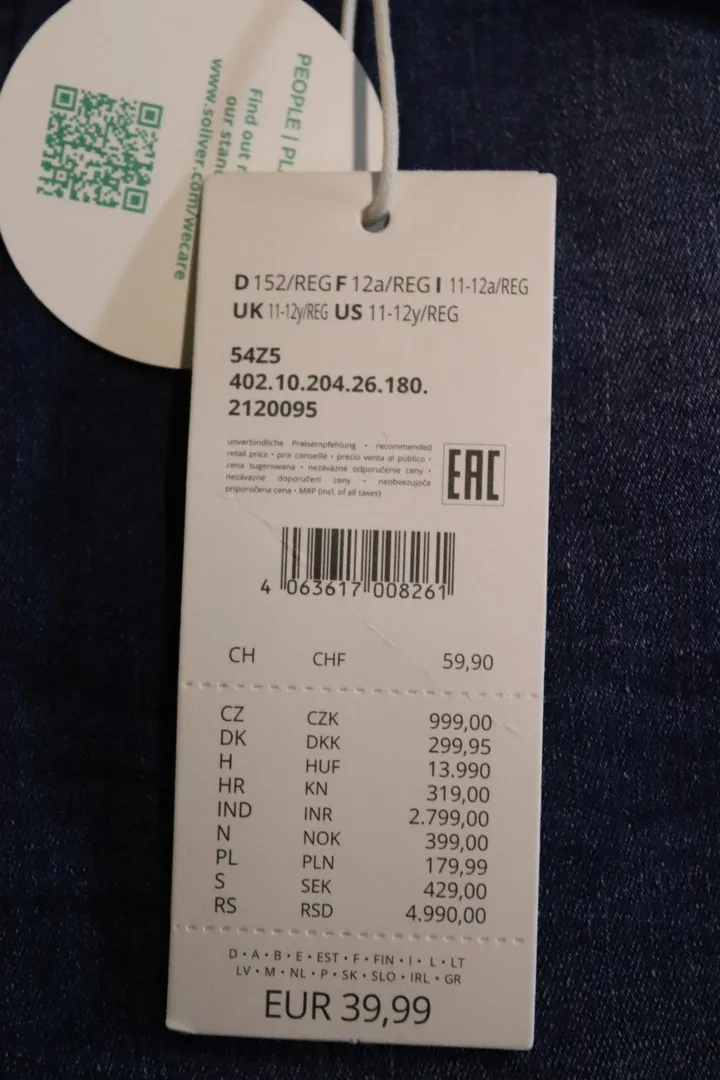 PEOPLE | PL
Find out
our stan
www.soliver.com/wecare
D 152/REG F 12a/REG I 11-12a/REG
UK 11-12y/REG US 11-12y/REG
54Z5
402.10.204.26.180.
2120095
unverbindliche Preisempfehlung • recommended
retail price • prix conseillé • precio venta al público •
cena sugerowana • nezávazné odporučenie ceny •
nezávazné doporučení ceny • neobvezujoča
priporočena cena • MRP (incl. of all taxes)
EAC
4 063617 008261
CH CHF 59,90
CZ CZK 999,00
DK DKK 299,95
H HUF 13.990
HR KN 319,00
IND INR 2.799,00
N NOK 399,00
PL PLN 179,99
S SEK 429,00
RS RSD 4.990,00
D • A • B • E • EST • F • FIN • I • L • LT
LV • M • NL • P • SK • SLO • IRL • GR
EUR 39,99